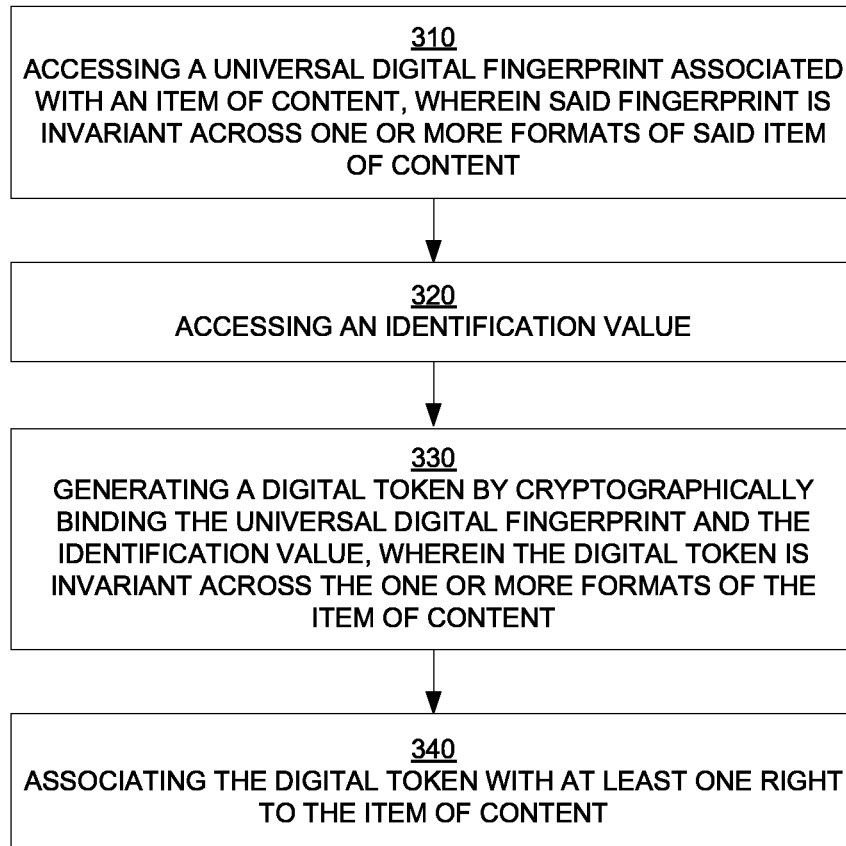 310
ACCESSING A UNIVERSAL DIGITAL FINGERPRINT ASSOCIATED
WITH AN ITEM OF CONTENT, WHEREIN SAID FINGERPRINT IS
INVARIANT ACROSS ONE OR MORE FORMATS OF SAID ITEM
OF CONTENT
320
ACCESSING AN IDENTIFICATION VALUE
330
GENERATING A DIGITAL TOKEN BY CRYPTOGRAPHICALLY
BINDING THE UNIVERSAL DIGITAL FINGERPRINT AND THE
IDENTIFICATION VALUE, WHEREIN THE DIGITAL TOKEN IS
INVARIANT ACROSS THE ONE OR MORE FORMATS OF THE
ITEM OF CONTENT
340
ASSOCIATING THE DIGITAL TOKEN WITH AT LEAST ONE RIGHT
TO THE ITEM OF CONTENT